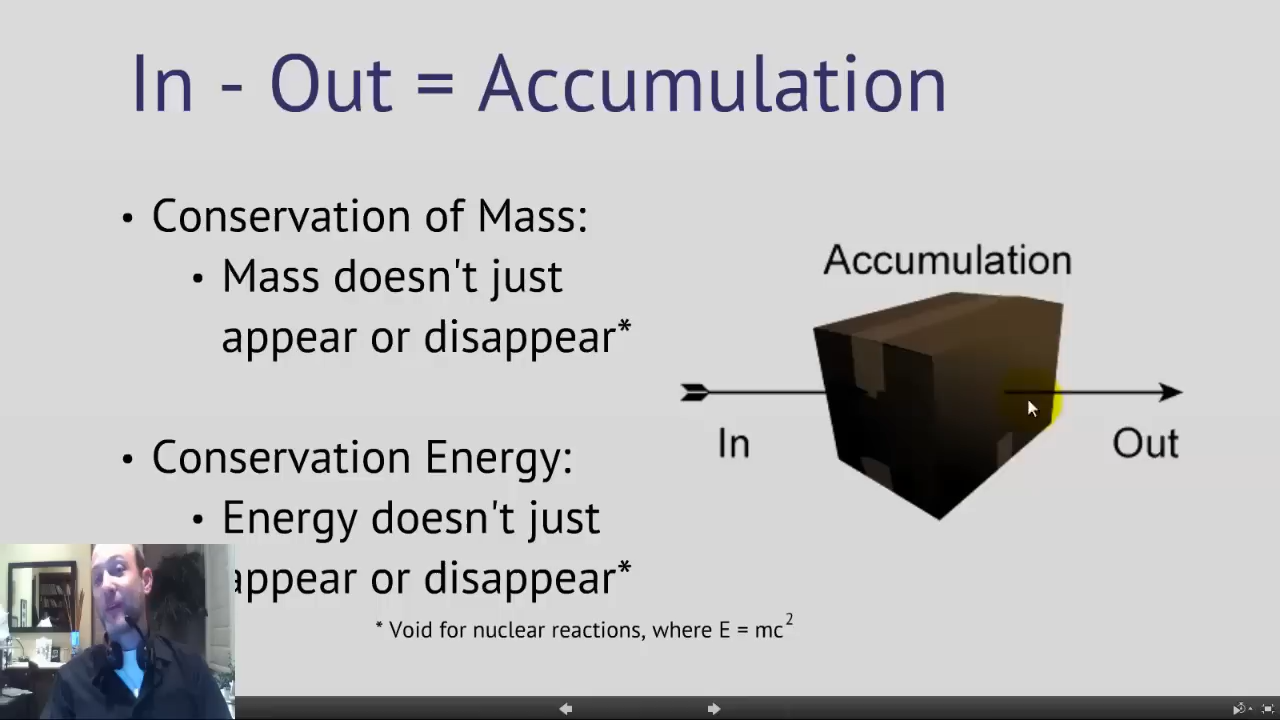 In - Out = Accumulation
• Conservation of Mass:
• Mass doesn't just
appear or disappear*
• Conservation Energy:
• Energy doesn't just
appear or disappear*
* Void for nuclear reactions, where E = mc²
Accumulation
In
Out